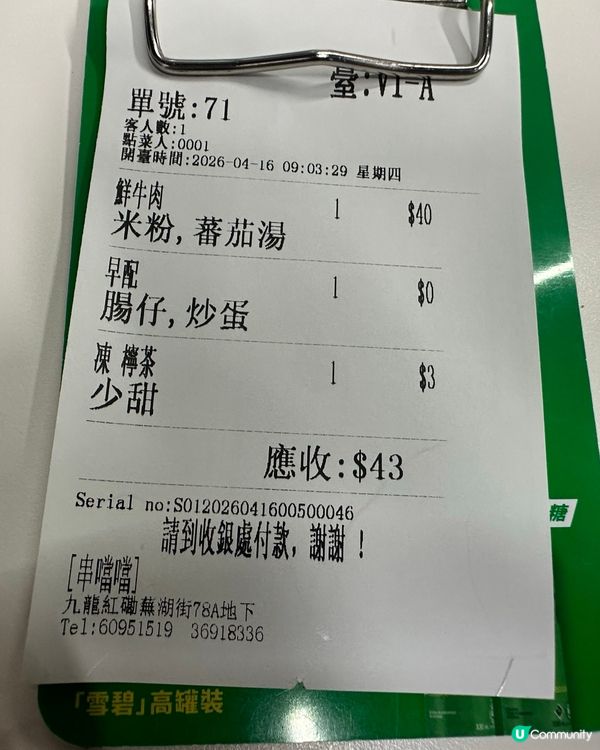 臺:V1-A
單號:71
客人數:1
點菜人:0001
開臺時間:2026-04-16 09:03:29 星期四
鮮牛肉 1 $40
米粉,蕃茄湯
早配 1 $0
腸仔,炒蛋
凍 檸茶 1 $3
少甜
應收:$43
Serial no:S012026041600500046
請到收銀處付款, 謝謝 !
[串噹噹]
九龍紅磡蕪湖街78A地下
Tel:60951519 36918336
糖
「雪碧」高罐裝
U Community